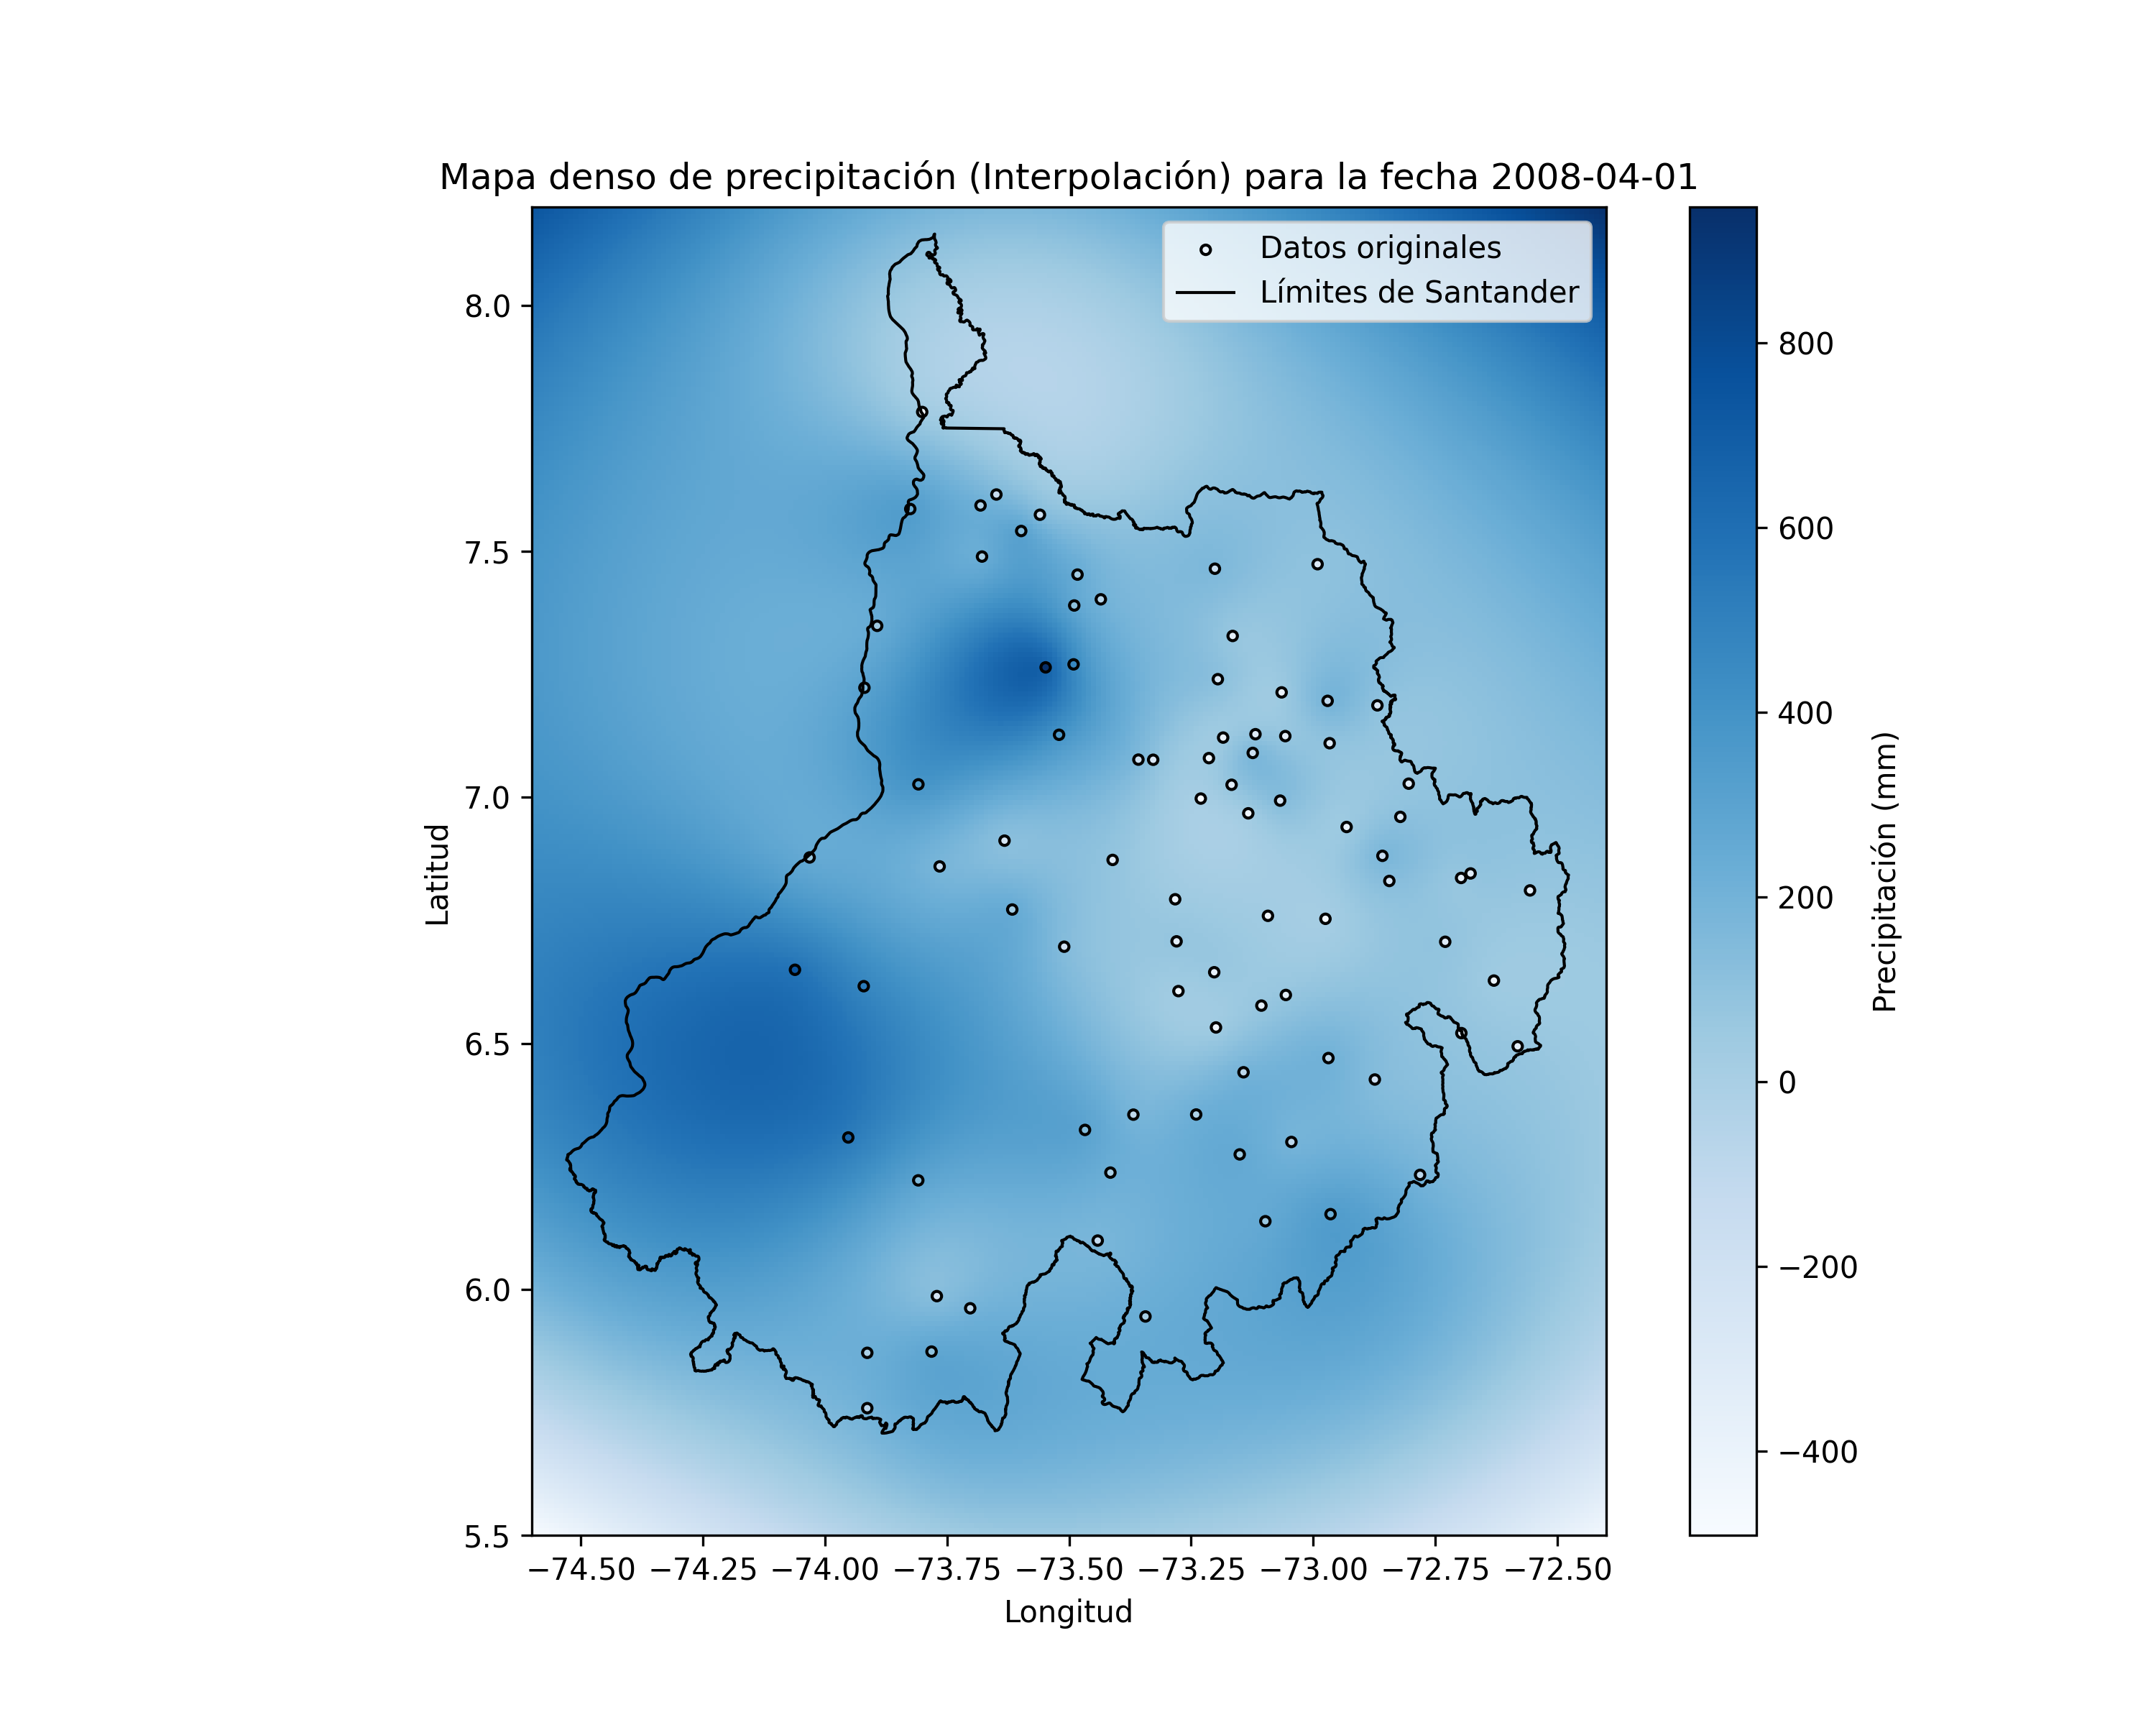 Mapa denso de precipitación (Interpolación) para la fecha 2008-04-01
Datos originales
Límites de Santander
8.0
7.5
7.0
6.5
6.0
5.5
Latitud
−74.50 −74.25 −74.00 −73.75 −73.50 −73.25 −73.00 −72.75 −72.50
Longitud
800
600
400
200
0
−200
−400
Precipitación (mm)